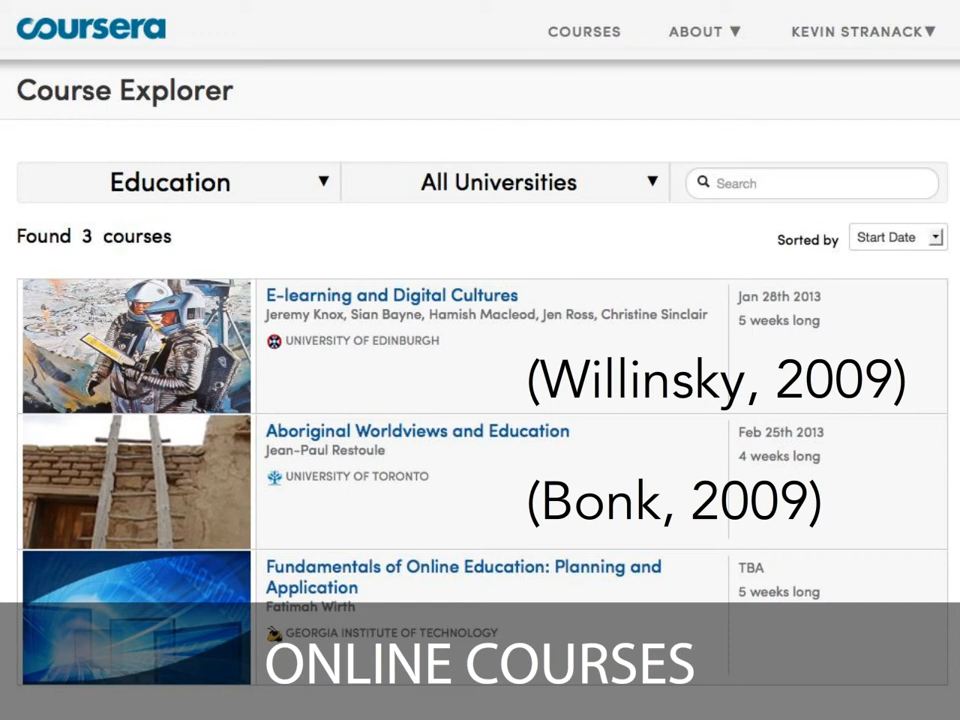 coursera
COURSES ABOUT ▼ KEVIN STRANACK▼
Course Explorer
Education ▼ All Universities ▼ Search
Found 3 courses
Sorted by Start Date
E-learning and Digital Cultures
Jeremy Knox, Sian Bayne, Hamish Macleod, Jen Ross, Christine Sinclair
UNIVERSITY OF EDINBURGH
Jan 28th 2013
5 weeks long
(Willinsky, 2009)
Aboriginal Worldviews and Education
Jean-Paul Restoule
UNIVERSITY OF TORONTO
Feb 25th 2013
4 weeks long
(Bonk, 2009)
Fundamentals of Online Education: Planning and
Application
Fatimah Wirth
GEORGIA INSTITUTE OF TECHNOLOGY
TBA
5 weeks long
ONLINE COURSES